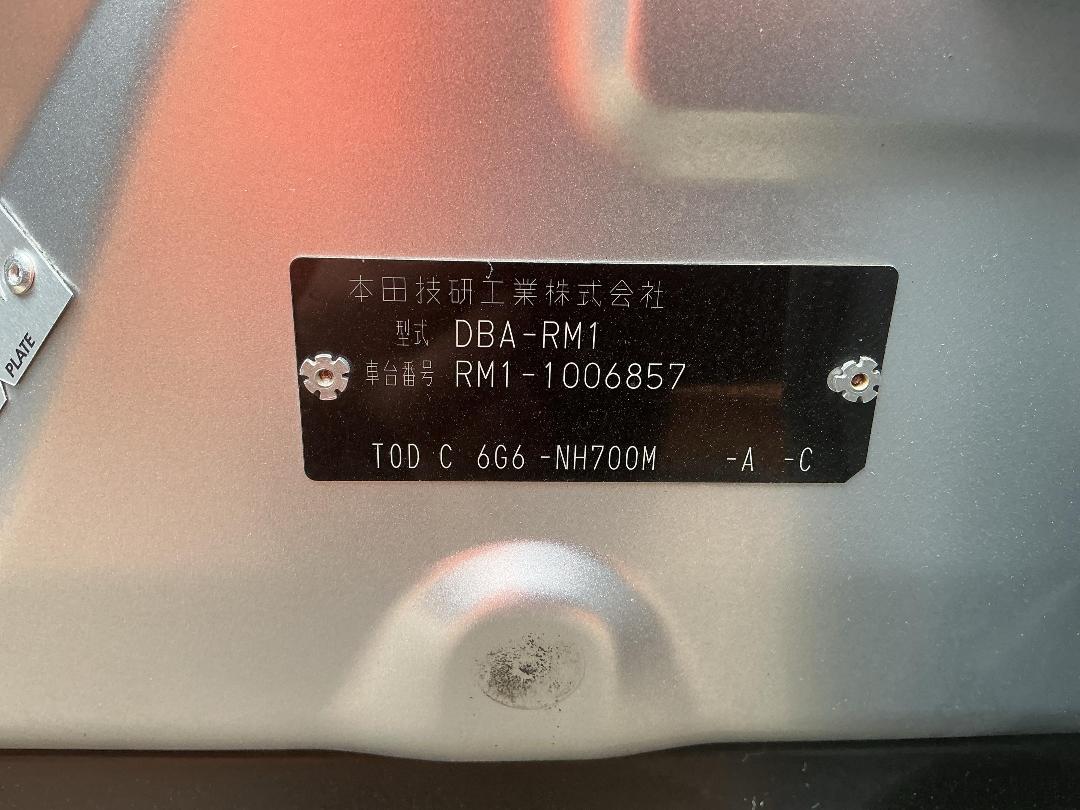 本田技研工業株式会社
型式 DBA-RM1
車台番号 RM1-1006857
T0D C 6G6 -NH700M -A -C
PLATE